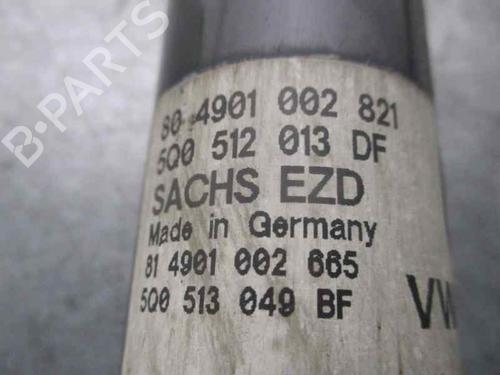 B-PARTS
80 4901 002 821
5Q0 512 013 DF
SACHS EZD
Made in Germany
81 4901 002 665
5Q0 513 049 BF
VW